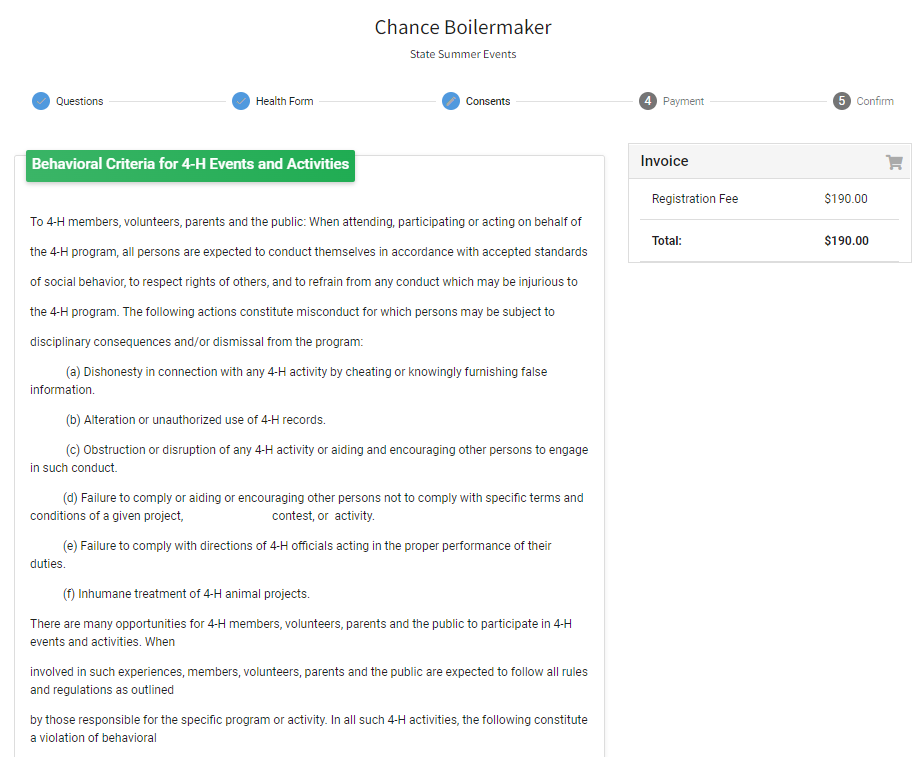 Chance Boilermaker
State Summer Events
Questions
Health Form
Consents
4 Payment
5 Confirm
Behavioral Criteria for 4-H Events and Activities
To 4-H members, volunteers, parents and the public: When attending, participating or acting on behalf of
the 4-H program, all persons are expected to conduct themselves in accordance with accepted standards
of social behavior, to respect rights of others, and to refrain from any conduct which may be injurious to
the 4-H program. The following actions constitute misconduct for which persons may be subject to
disciplinary consequences and/or dismissal from the program:
(a) Dishonesty in connection with any 4-H activity by cheating or knowingly furnishing false
information.
(b) Alteration or unauthorized use of 4-H records.
(c) Obstruction or disruption of any 4-H activity or aiding and encouraging other persons to engage
in such conduct.
(d) Failure to comply or aiding or encouraging other persons not to comply with specific terms and
conditions of a given project, contest, or activity.
(e) Failure to comply with directions of 4-H officials acting in the proper performance of their
duties.
(f) Inhumane treatment of 4-H animal projects.
There are many opportunities for 4-H members, volunteers, parents and the public to participate in 4-H
events and activities. When
involved in such experiences, members, volunteers, parents and the public are expected to follow all rules
and regulations as outlined
by those responsible for the specific program or activity. In all such 4-H activities, the following constitute
a violation of behavioral
Invoice
Registration Fee $190.00
Total: $190.00